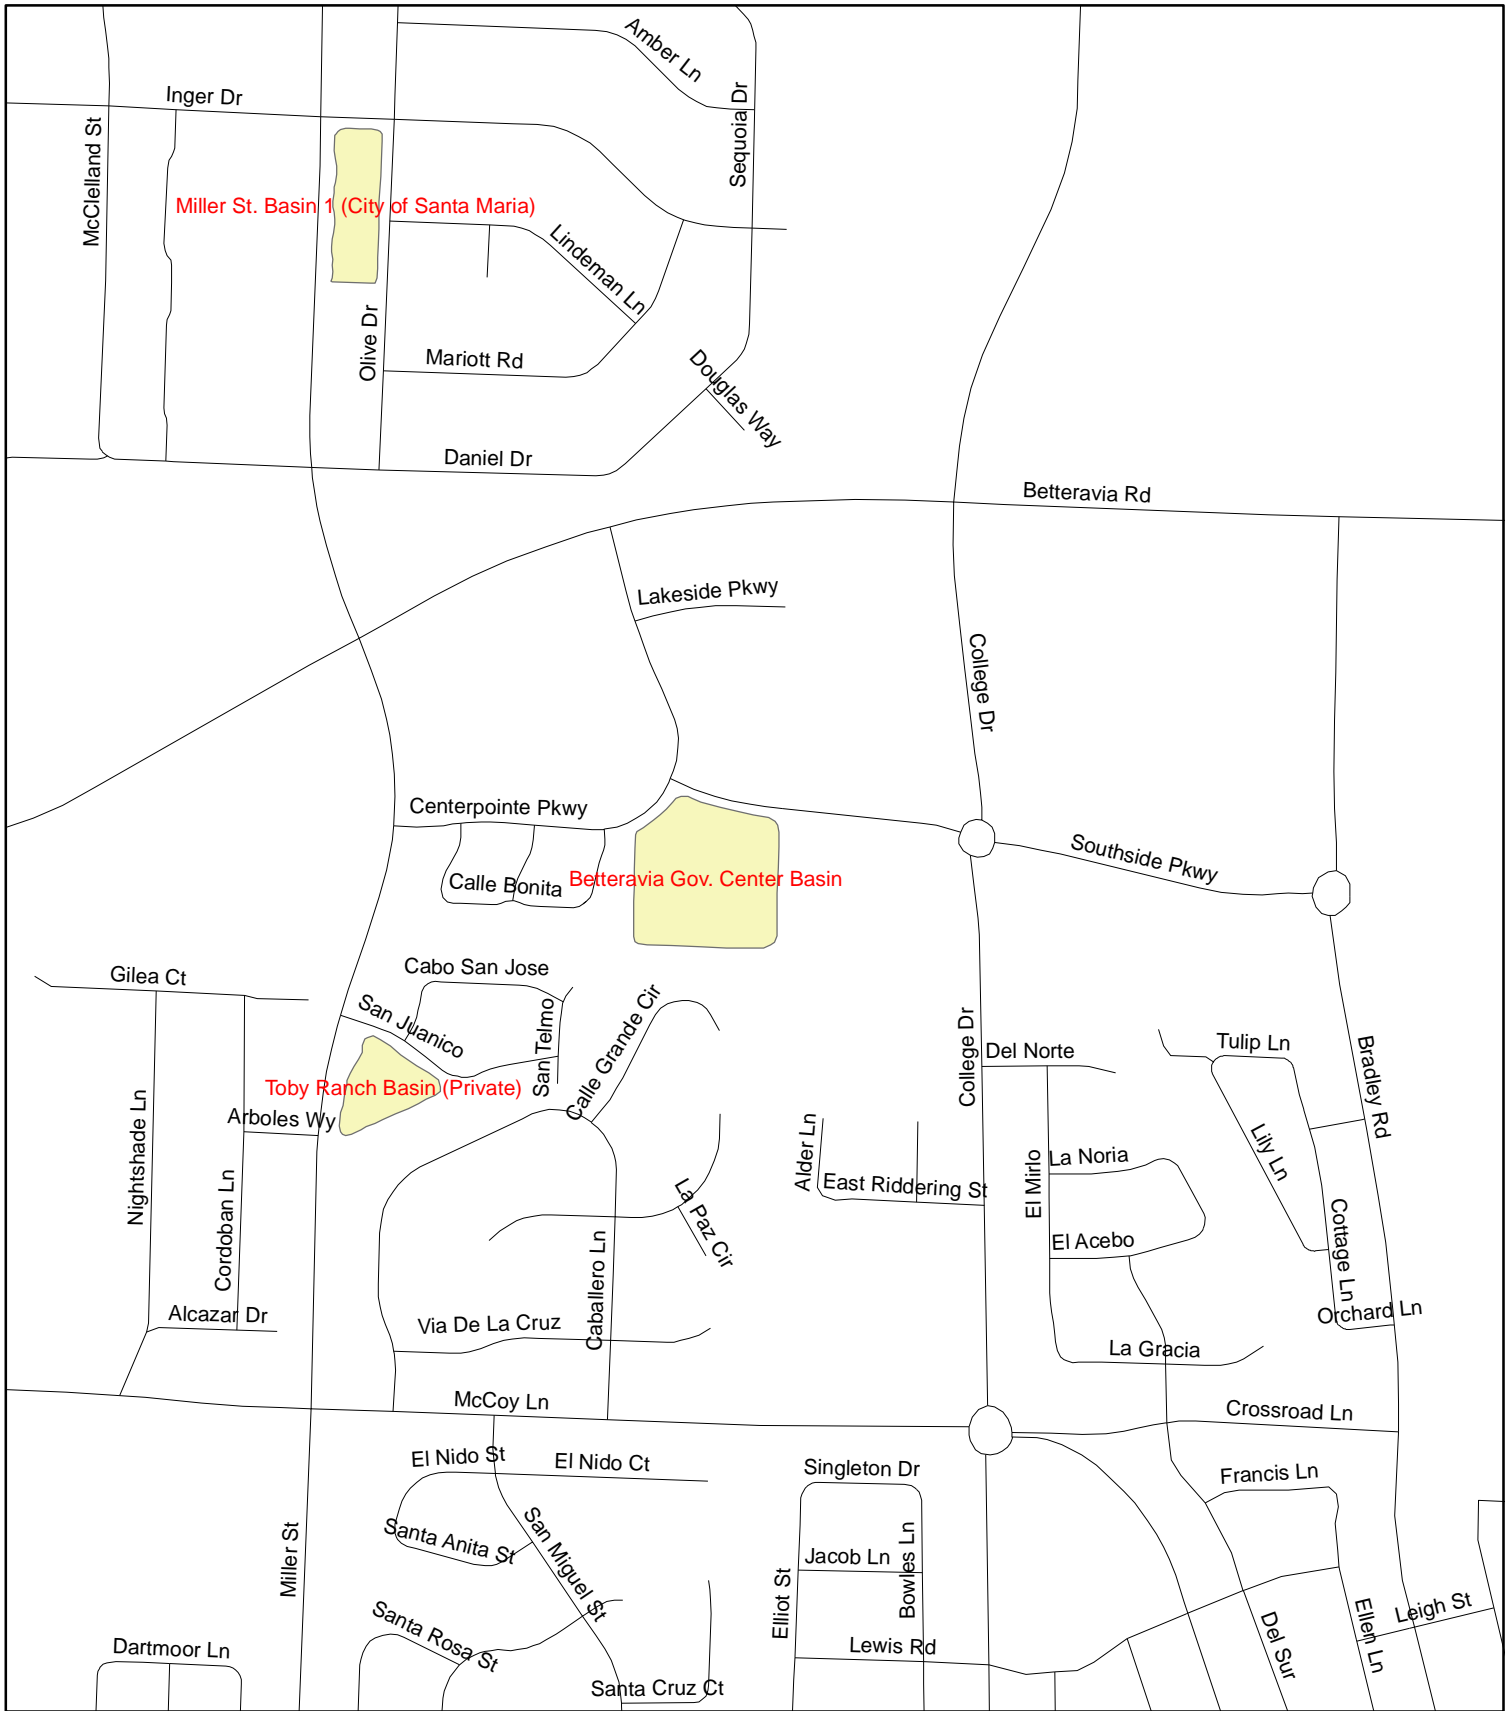 Amber Ln
Inger Dr
Sequoia Dr
McClelland St
Miller St. Basin 1 (City of Santa Maria)
Lindeman Ln
Olive Dr
Mariott Rd
Douglas Way
Daniel Dr
Betteravia Rd
Lakeside Pkwy
College Dr
Centerpointe Pkwy
Southside Pkwy
Calle Bonita
Betteravia Gov. Center Basin
Gilea Ct
Cabo San Jose
San Juanico
San Telmo
Calle Grande Cir
College Dr
Del Norte
Tulip Ln
Bradley Rd
Toby Ranch Basin (Private)
Arboles Wy
Nightshade Ln
Alder Ln
La Noria
Lily Ln
El Mirlo
East Riddering St
Cordoban Ln
La Paz Cir
Cottage Ln
El Acebo
Caballero Ln
Alcazar Dr
Via De La Cruz
Orchard Ln
La Gracia
McCoy Ln
Crossroad Ln
El Nido St
El Nido Ct
Singleton Dr
Francis Ln
Santa Anita St
San Miguel St
Miller St
Jacob Ln
Bowles Ln
Elliot St
Ellen Ln
Leigh St
Santa Rosa St
Del Sur
Dartmoor Ln
Lewis Rd
Santa Cruz Ct